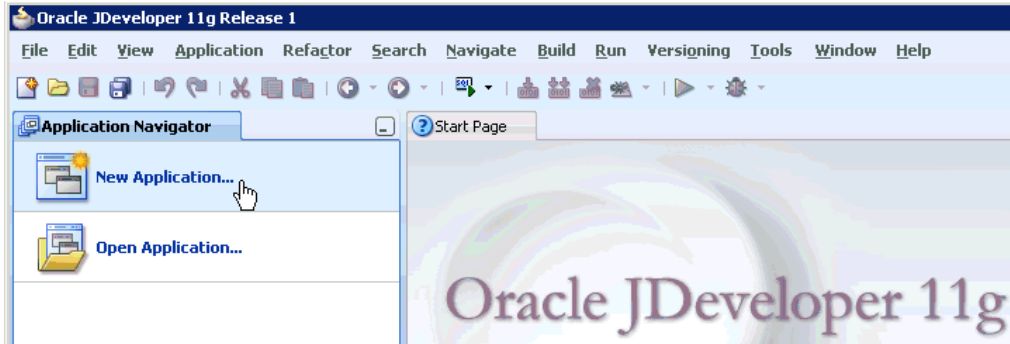 Oracle JDeveloper 11g Release 1
File Edit View Application Refactor Search Navigate Build Run Versioning Tools Window Help
Application Navigator
Start Page
New Application...
Open Application...
Oracle JDeveloper 11g